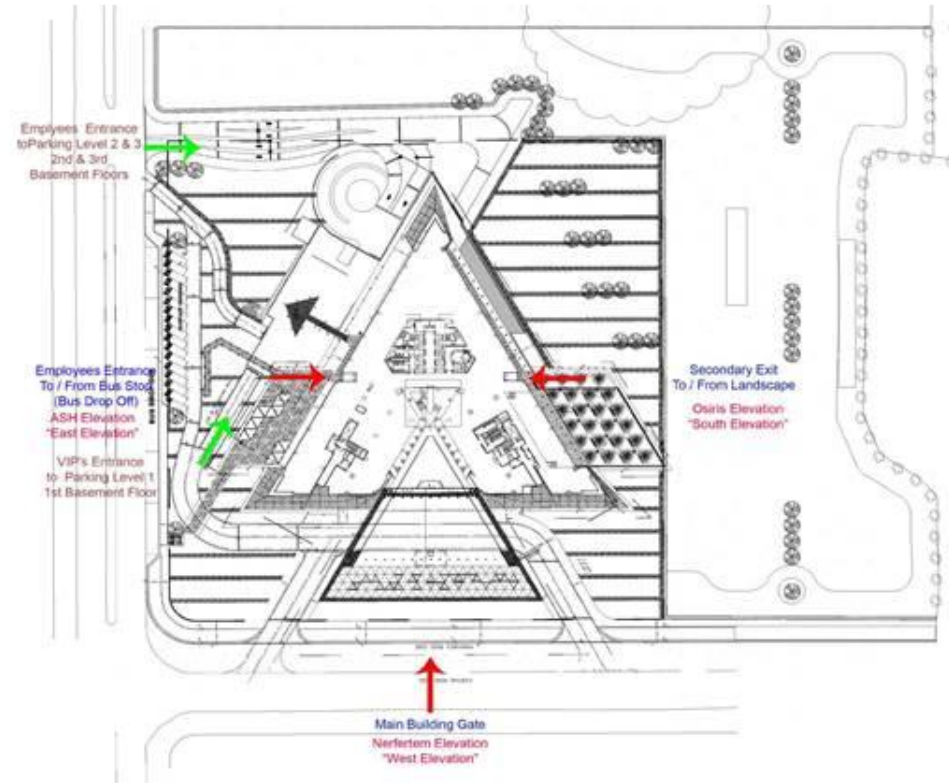 Emplyees Entrance
toParking Level 2 & 3
2nd & 3rd
Basement Floors
Employees Entrance
To / From Bus Stop
(Bus Drop Off)
ASH Elevation
"East Elevation"
VIP's Entrance
to Parking Level 1
1st Basement Floor
Secondary Exit
To / From Landscape
Osiris Elevation
"South Elevation"
Main Building Gate
Nerfertem Elevation
"West Elevation"